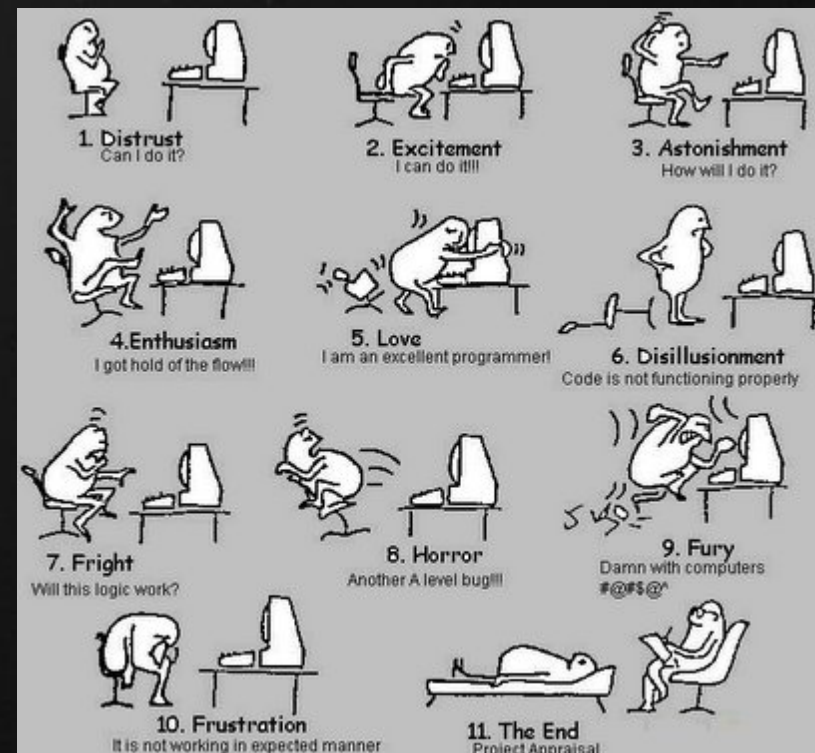 1. Distrust
Can I do it?
2. Excitement
I can do it!!!
3. Astonishment
How will I do it?
4.Enthusiasm
I got hold of the flow!!!
5. Love
I am an excellent programmer!
6. Disillusionment
Code is not functioning properly
7. Fright
Will this logic work?
8. Horror
Another A level bug!!!
9. Fury
Damn with computers
#@#$@^
10. Frustration
It is not working in expected manner
11. The End
Project Appraisal